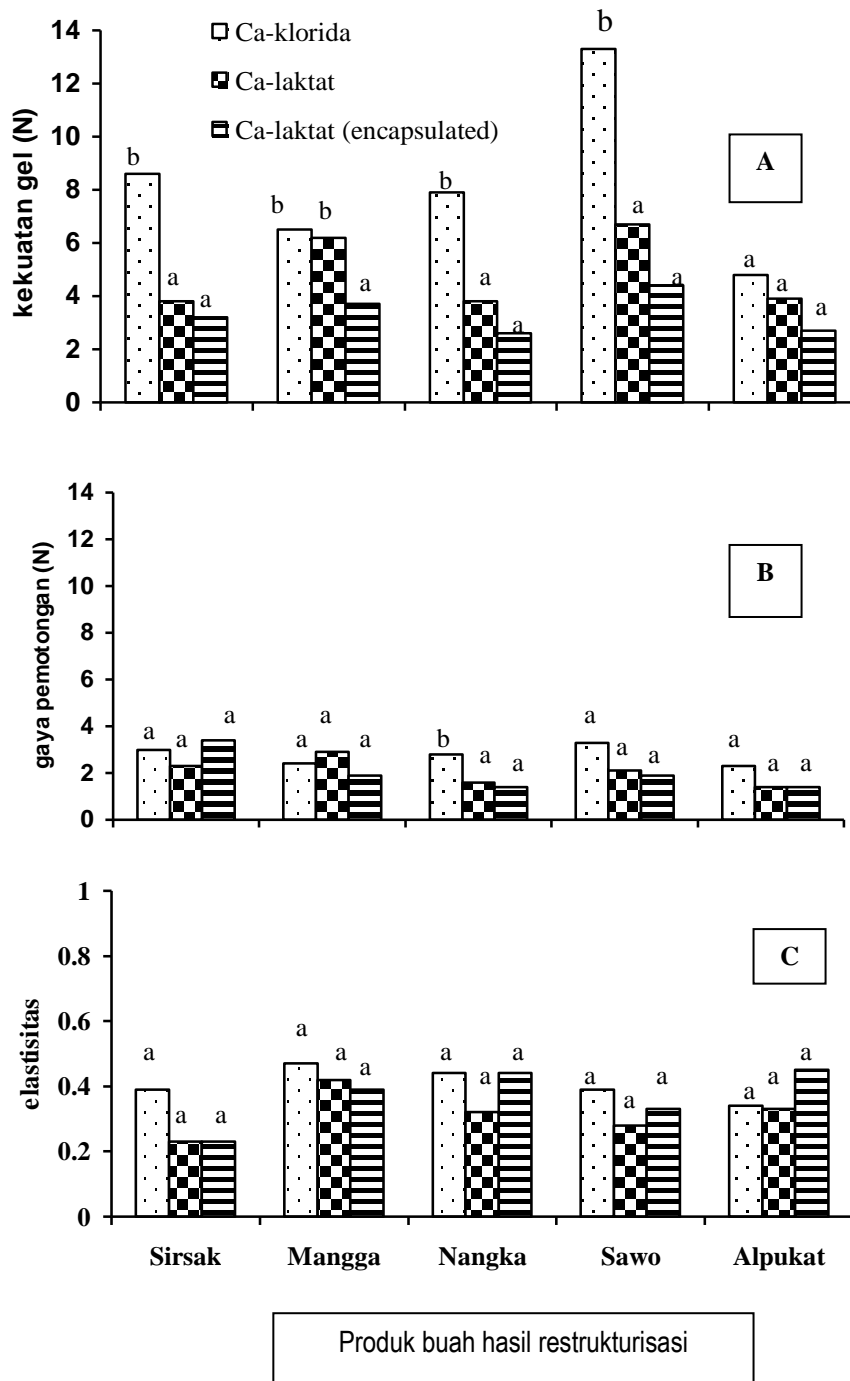 14
12
10
8
6
4
2
0
kekuatan gel (N)
Ca-klorida
Ca-laktat
Ca-laktat (encapsulated)
A
b a a
b b a
b a a
b a a
a a a
14
12
10
8
6
4
2
0
gaya pemotongan (N)
B
a a a
a a a
b a a
a a a
a a a
1
0.8
0.6
0.4
0.2
0
elastisitas
C
a a a
a a a
a a a
a a a
a a a
Sirsak Mangga Nangka Sawo Alpukat
Produk buah hasil restrukturisasi